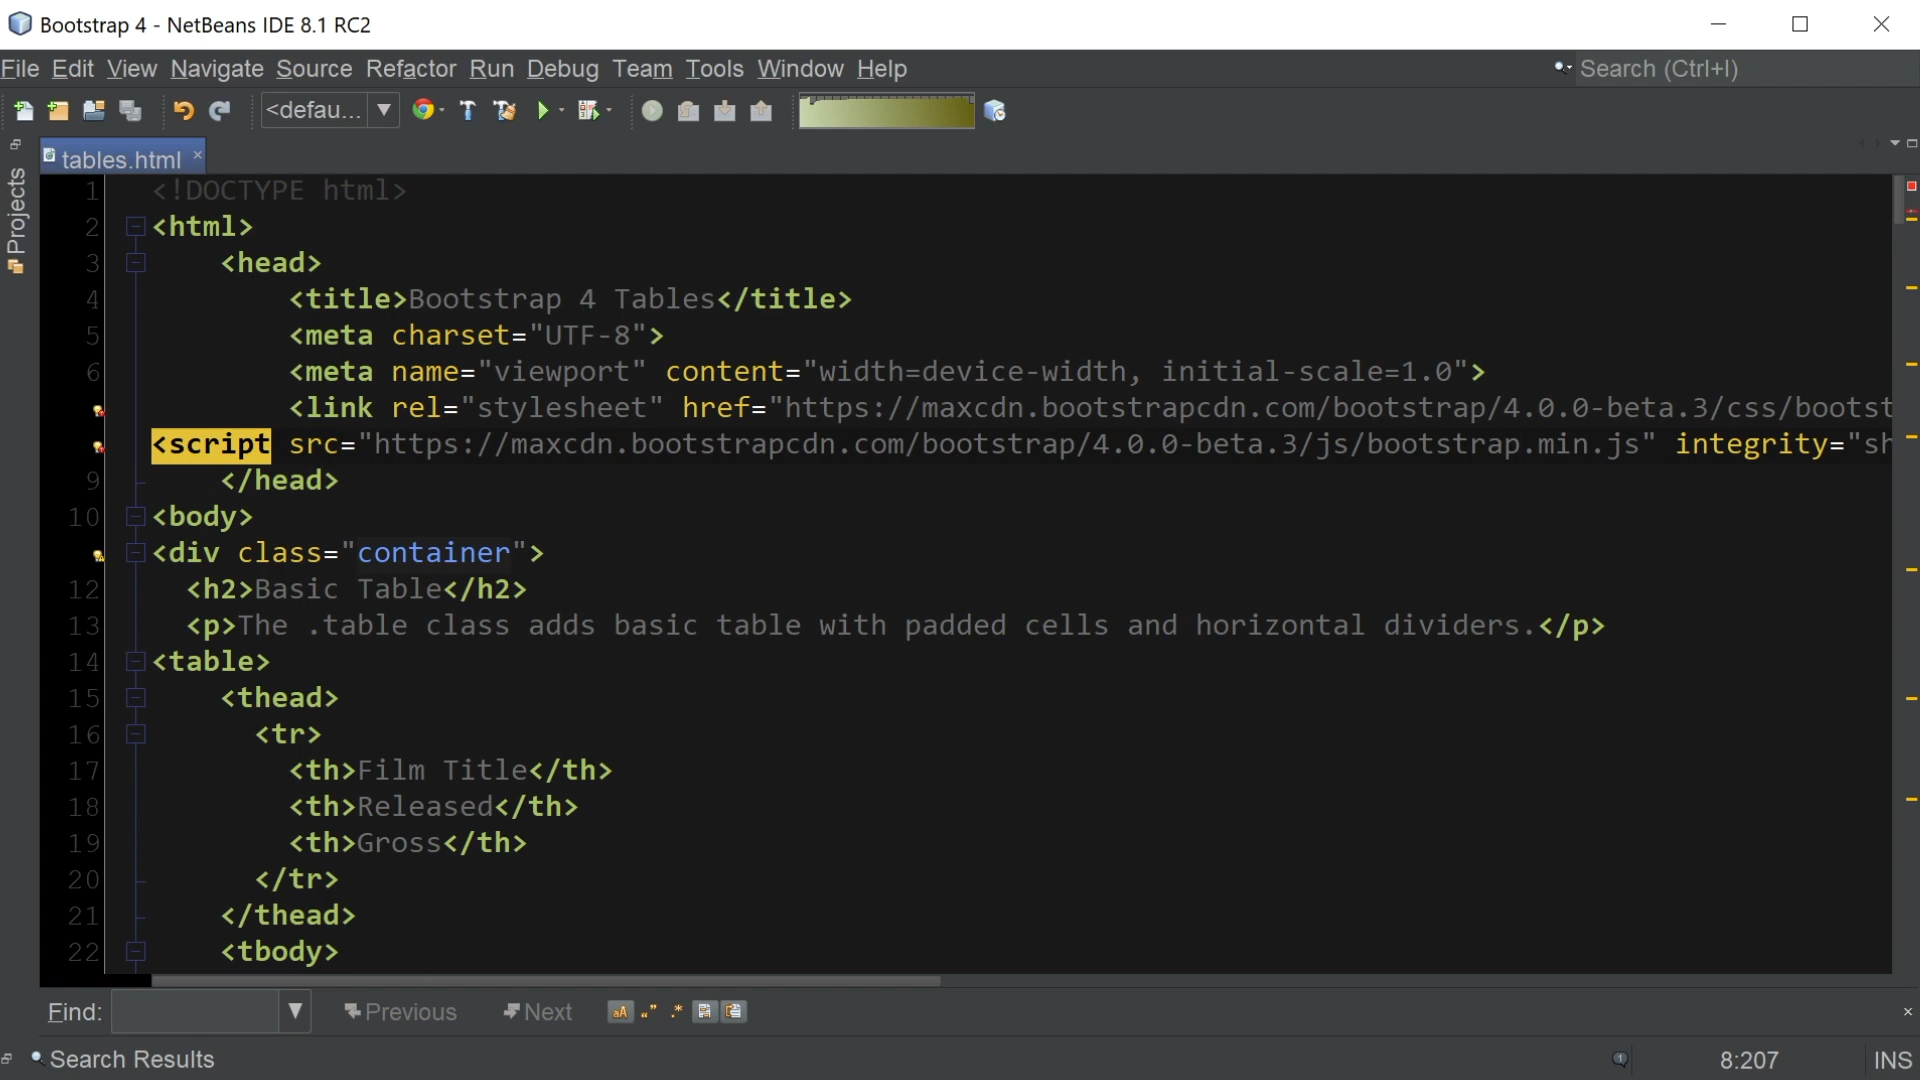 Bootstrap 4 - NetBeans IDE 8.1 RC2
File Edit View Navigate Source Refactor Run Debug Team Tools Window Help Search (Ctrl+I)
<defau...
tables.html
Projects
1 <!DOCTYPE html>
2 <html>
3 <head>
4 <title>Bootstrap 4 Tables</title>
5 <meta charset="UTF-8">
6 <meta name="viewport" content="width=device-width, initial-scale=1.0">
<link rel="stylesheet" href="https://maxcdn.bootstrapcdn.com/bootstrap/4.0.0-beta.3/css/bootst
<script src="https://maxcdn.bootstrapcdn.com/bootstrap/4.0.0-beta.3/js/bootstrap.min.js" integrity="sh
9 </head>
10 <body>
<div class="container">
12 <h2>Basic Table</h2>
13 <p>The .table class adds basic table with padded cells and horizontal dividers.</p>
14 <table>
15 <thead>
16 <tr>
17 <th>Film Title</th>
18 <th>Released</th>
19 <th>Gross</th>
20 </tr>
21 </thead>
22 <tbody>
Find: Previous Next aA
Search Results 8:207 INS